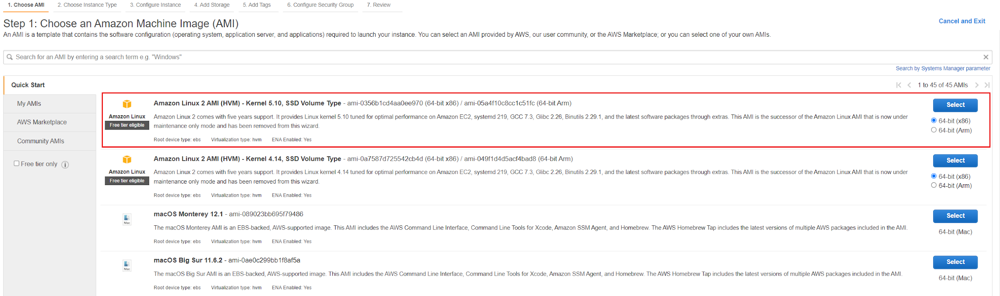 1. Choose AMI 2. Choose Instance Type 3. Configure Instance 4. Add Storage 5. Add Tags 6. Configure Security Group 7. Review
Step 1: Choose an Amazon Machine Image (AMI)
Cancel and Exit
An AMI is a template that contains the software configuration (operating system, application server, and applications) required to launch your instance. You can select an AMI provided by AWS, our user community, or the AWS Marketplace; or you can select one of your own AMIs.
Search for an AMI by entering a search term e.g. "Windows"
Search by Systems Manager parameter
Quick Start
My AMIs
AWS Marketplace
Community AMIs
Free tier only
1 to 45 of 45 AMIs
Amazon Linux
Free tier eligible
Amazon Linux 2 AMI (HVM) - Kernel 5.10, SSD Volume Type - ami-0356b1cd4aa0ee970 (64-bit x86) / ami-05a4f10c8cc1c51fc (64-bit Arm)
Amazon Linux 2 comes with five years support. It provides Linux kernel 5.10 tuned for optimal performance on Amazon EC2, systemd 219, GCC 7.3, Glibc 2.26, Binutils 2.29.1, and the latest software packages through extras. This AMI is the successor of the Amazon Linux AMI that is now under
maintenance only mode and has been removed from this wizard.
Root device type: ebs Virtualization type: hvm ENA Enabled: Yes
Select
64-bit (x86)
64-bit (Arm)
Amazon Linux
Free tier eligible
Amazon Linux 2 AMI (HVM) - Kernel 4.14, SSD Volume Type - ami-0a7587d725542cb4d (64-bit x86) / ami-049f1d4d5acf4bad8 (64-bit Arm)
Amazon Linux 2 comes with five years support. It provides Linux kernel 4.14 tuned for optimal performance on Amazon EC2, systemd 219, GCC 7.3, Glibc 2.26, Binutils 2.29.1, and the latest software packages through extras. This AMI is the successor of the Amazon Linux AMI that is now under
maintenance only mode and has been removed from this wizard.
Root device type: ebs Virtualization type: hvm ENA Enabled: Yes
Select
64-bit (x86)
64-bit (Arm)
Mac
macOS Monterey 12.1 - ami-089023bb695f79486
The macOS Monterey AMI is an EBS-backed, AWS-supported image. This AMI includes the AWS Command Line Interface, Command Line Tools for Xcode, Amazon SSM Agent, and Homebrew. The AWS Homebrew Tap includes the latest versions of multiple AWS packages included in the AMI.
Root device type: ebs Virtualization type: hvm ENA Enabled: Yes
Select
64-bit (Mac)
Mac
macOS Big Sur 11.6.2 - ami-0ae0c299bb1f8af5a
The macOS Big Sur AMI is an EBS-backed, AWS-supported image. This AMI includes the AWS Command Line Interface, Command Line Tools for Xcode, Amazon SSM Agent, and Homebrew. The AWS Homebrew Tap includes the latest versions of multiple AWS packages included in the AMI.
Root device type: ebs Virtualization type: hvm ENA Enabled: Yes
Select
64-bit (Mac)